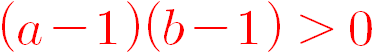 (a − 1)(b − 1) > 0